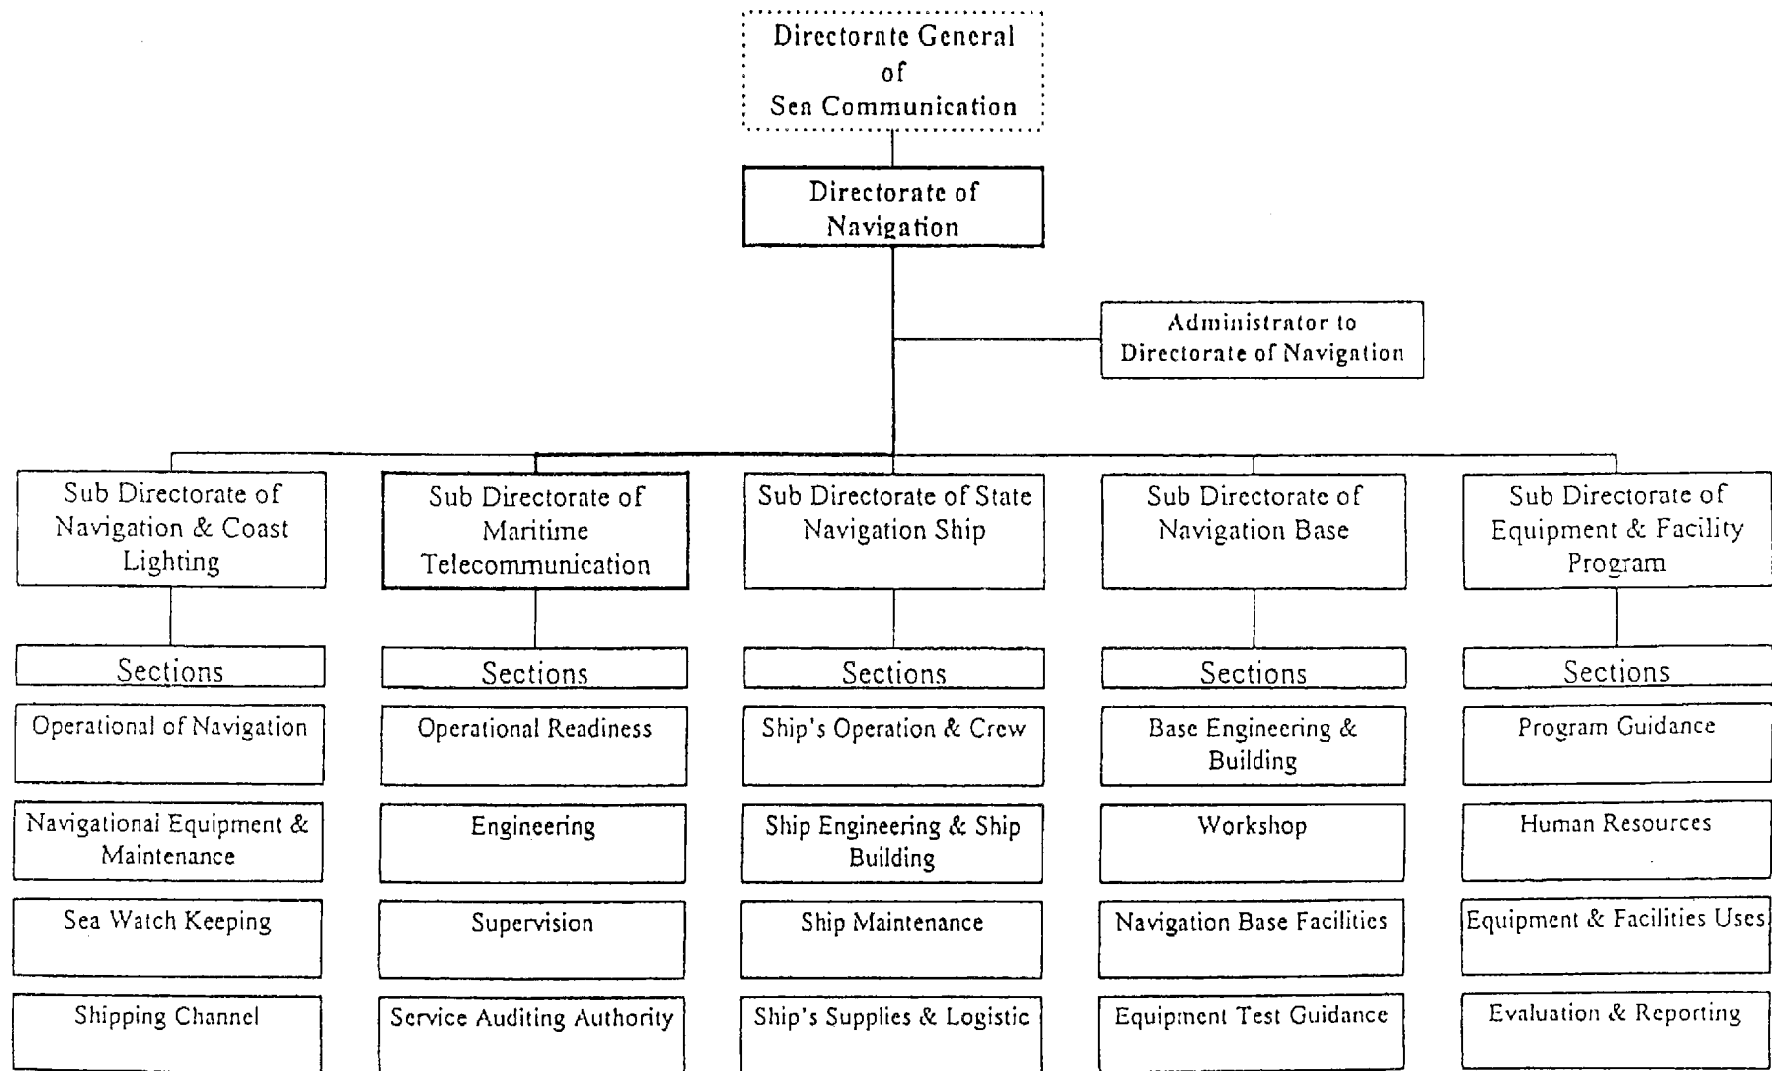 Directorate General
of
Sea Communication
Directorate of
Navigation
Administrator to
Directorate of Navigation
Sub Directorate of
Navigation & Coast
Lighting
Sub Directorate of
Maritime
Telecommunication
Sub Directorate of State
Navigation Ship
Sub Directorate of
Navigation Base
Sub Directorate of
Equipment & Facility
Program
Sections
Sections
Sections
Sections
Sections
Operational of Navigation
Operational Readiness
Ship's Operation & Crew
Base Engineering &
Building
Program Guidance
Navigational Equipment &
Maintenance
Engineering
Ship Engineering & Ship
Building
Workshop
Human Resources
Sea Watch Keeping
Supervision
Ship Maintenance
Navigation Base Facilities
Equipment & Facilities Uses
Shipping Channel
Service Auditing Authority
Ship's Supplies & Logistic
Equipment Test Guidance
Evaluation & Reporting